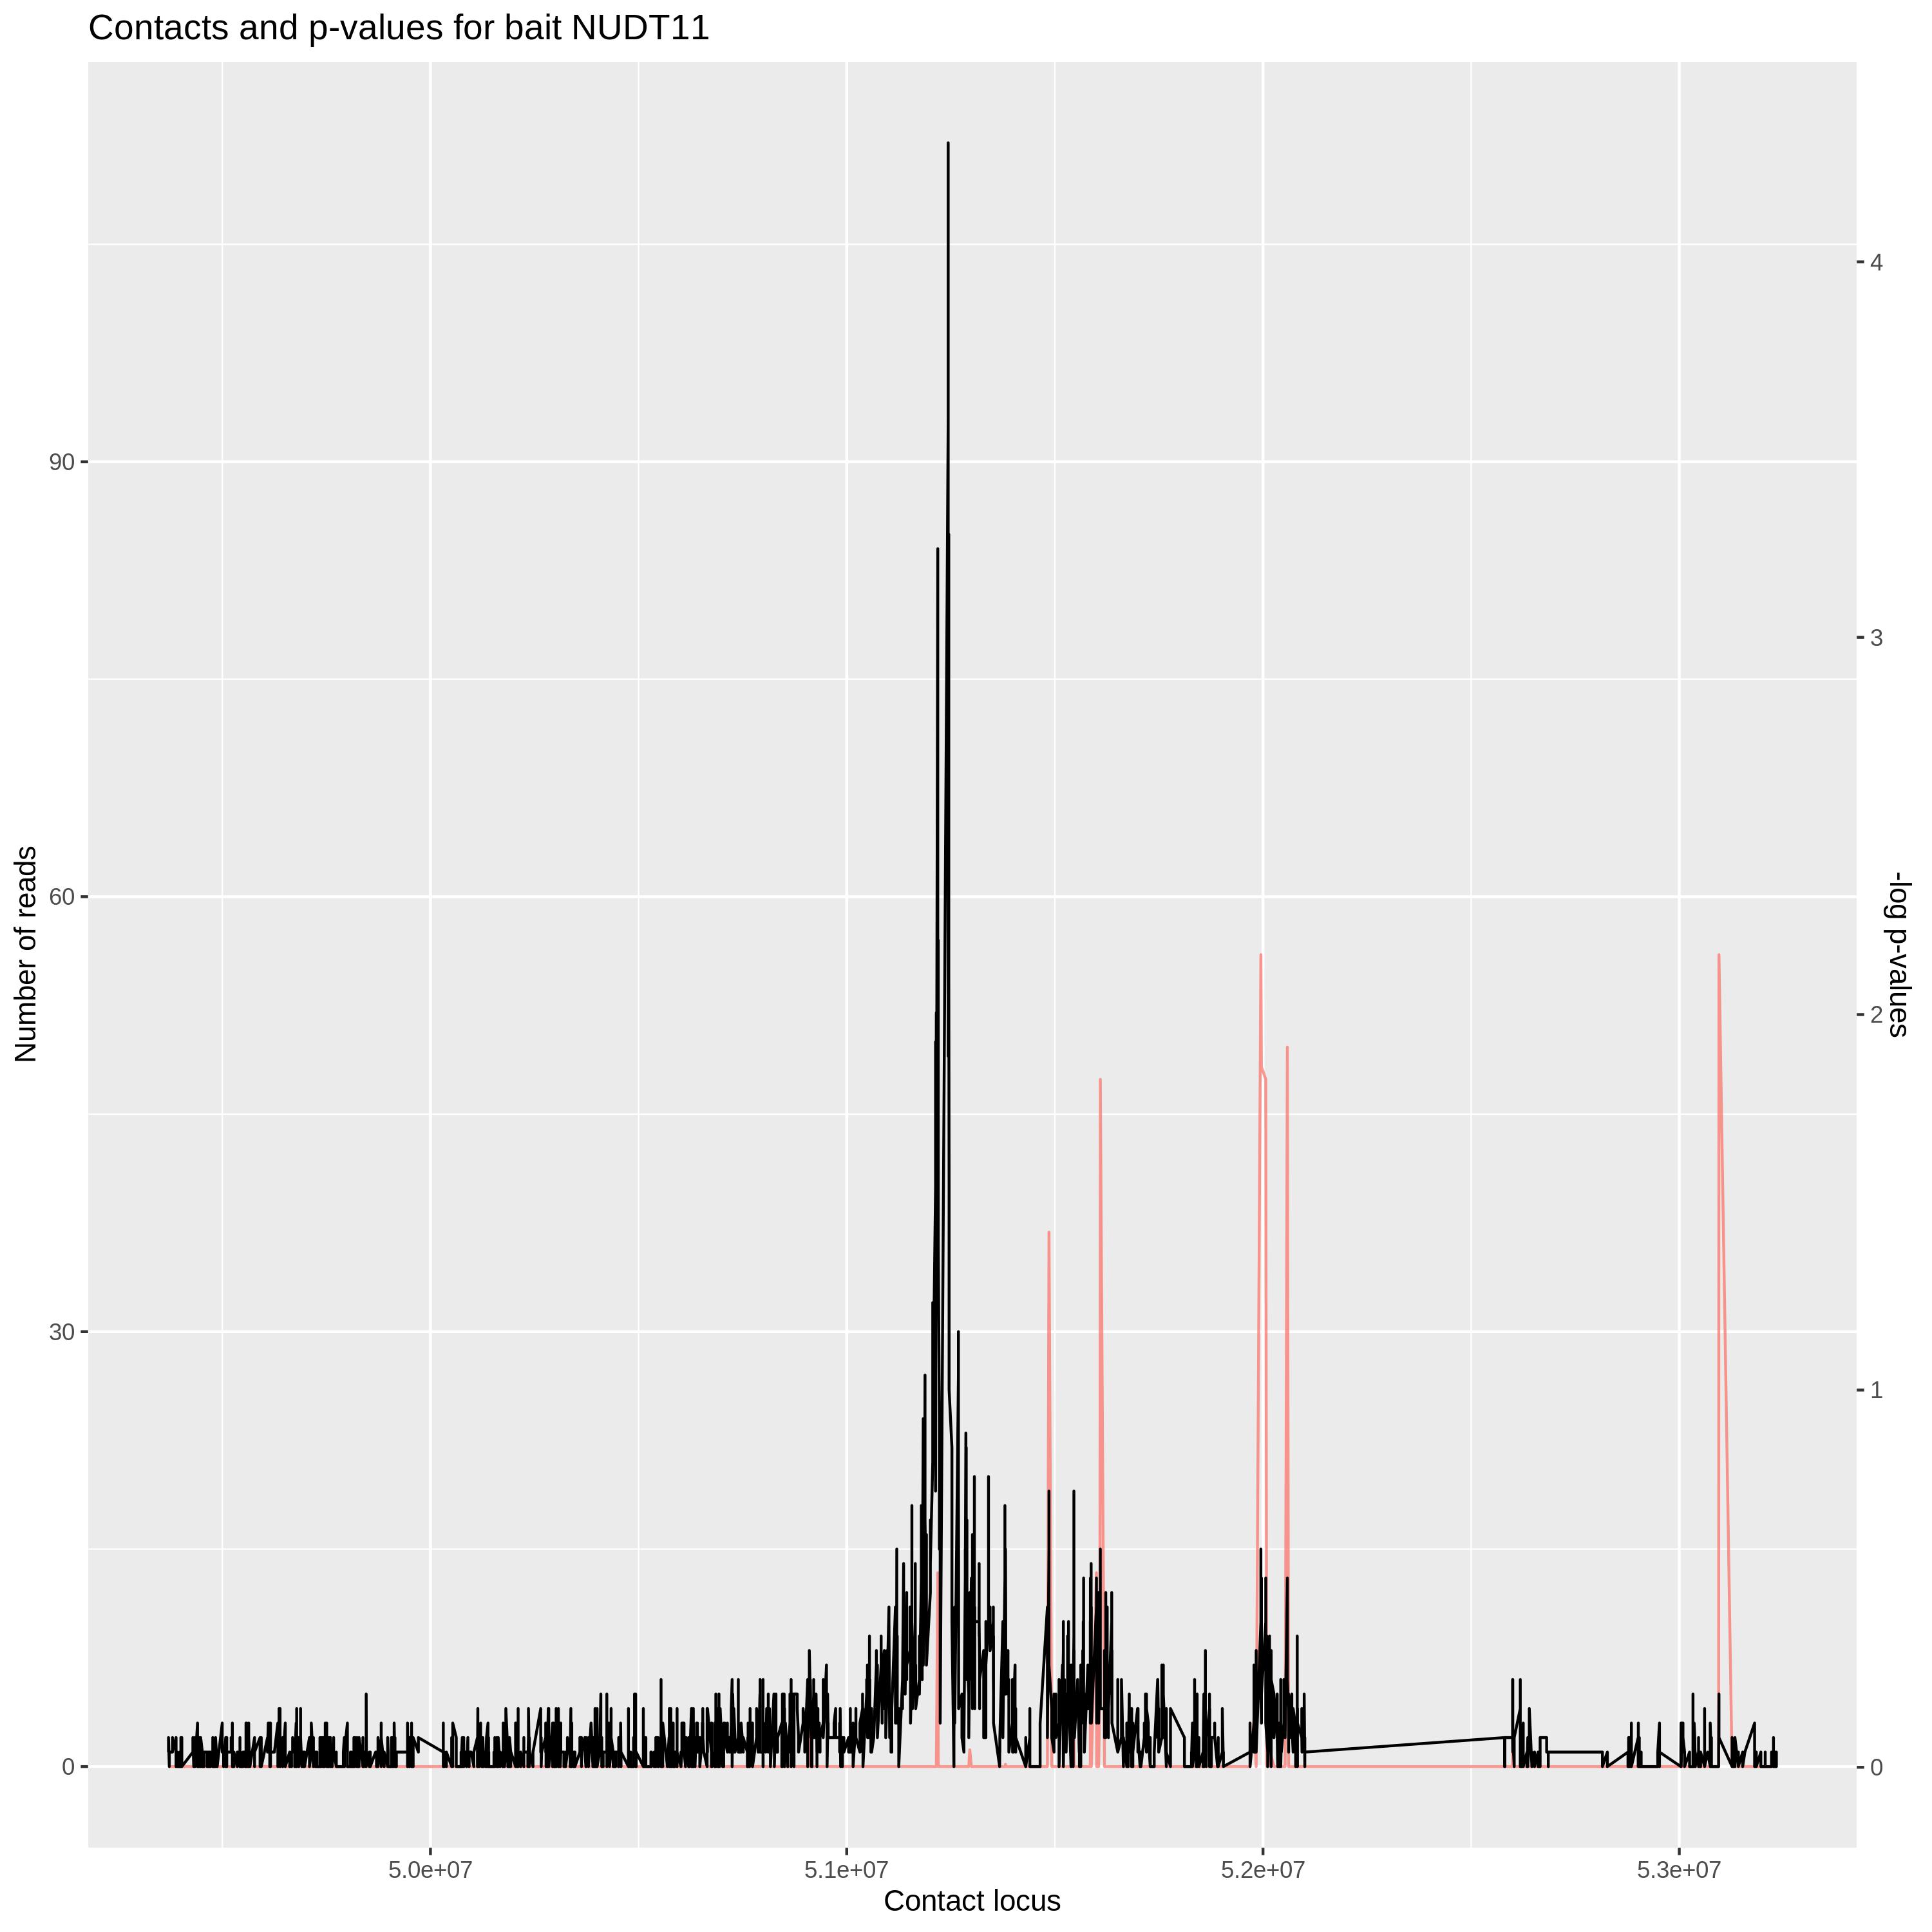 Contacts and p-values for bait NUDT11
Number of reads
90
60
30
0
4
3
2
1
0
-log p-values
5.0e+07
5.1e+07
5.2e+07
5.3e+07
Contact locus